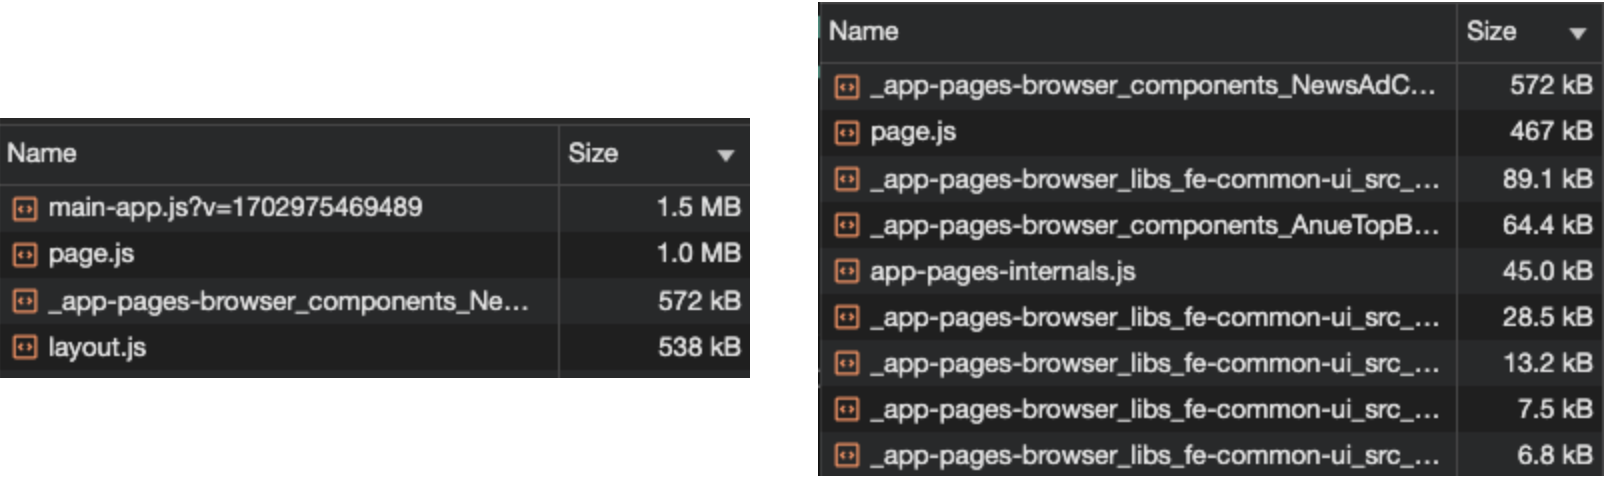 Name Size
main-app.js?v=1702975469489 1.5 MB
page.js 1.0 MB
_app-pages-browser_components_Ne... 572 kB
layout.js 538 kB
Name Size
_app-pages-browser_components_NewsAdC... 572 kB
page.js 467 kB
_app-pages-browser_libs_fe-common-ui_src_... 89.1 kB
_app-pages-browser_components_AnueTopB... 64.4 kB
app-pages-internals.js 45.0 kB
_app-pages-browser_libs_fe-common-ui_src_... 28.5 kB
_app-pages-browser_libs_fe-common-ui_src_... 13.2 kB
_app-pages-browser_libs_fe-common-ui_src_... 7.5 kB
_app-pages-browser_libs_fe-common-ui_src_... 6.8 kB